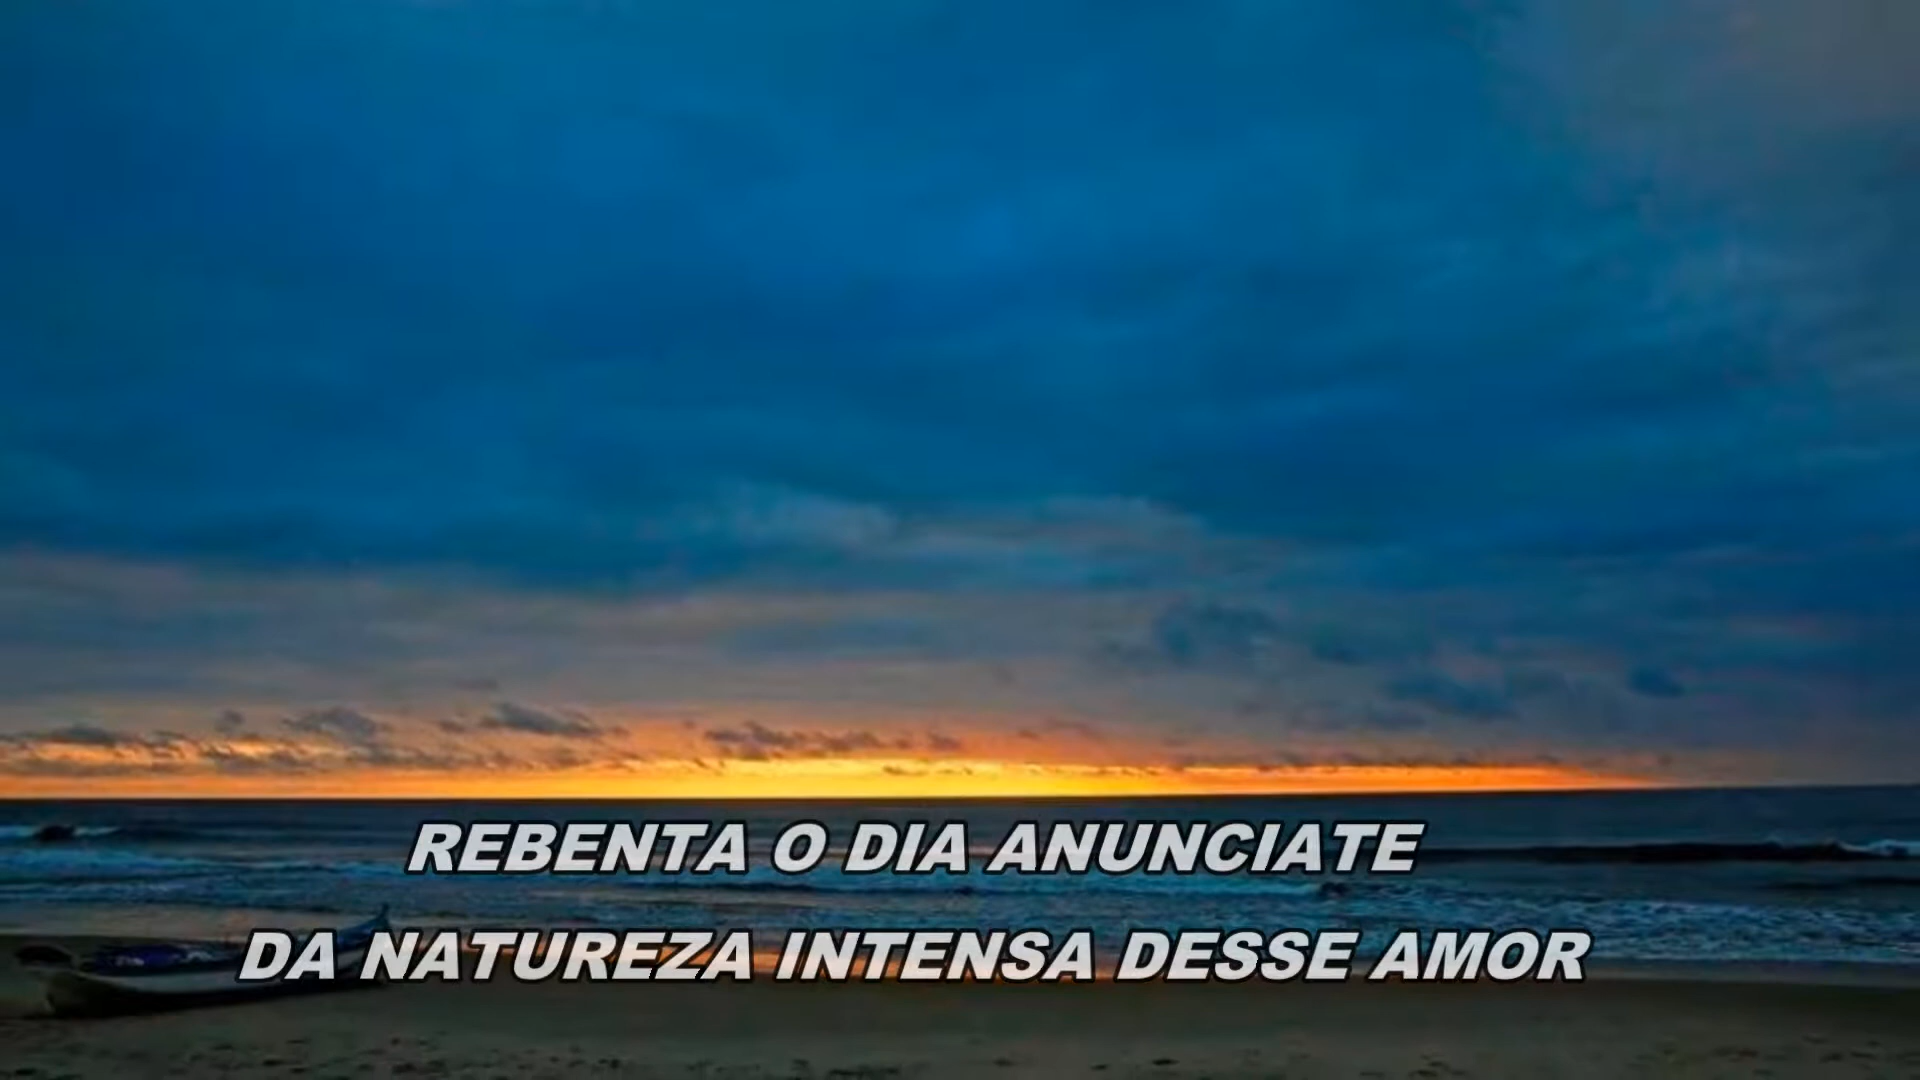 REBENTA O DIA ANUNCIATE
DA NATUREZA INTENSA DESSE AMOR